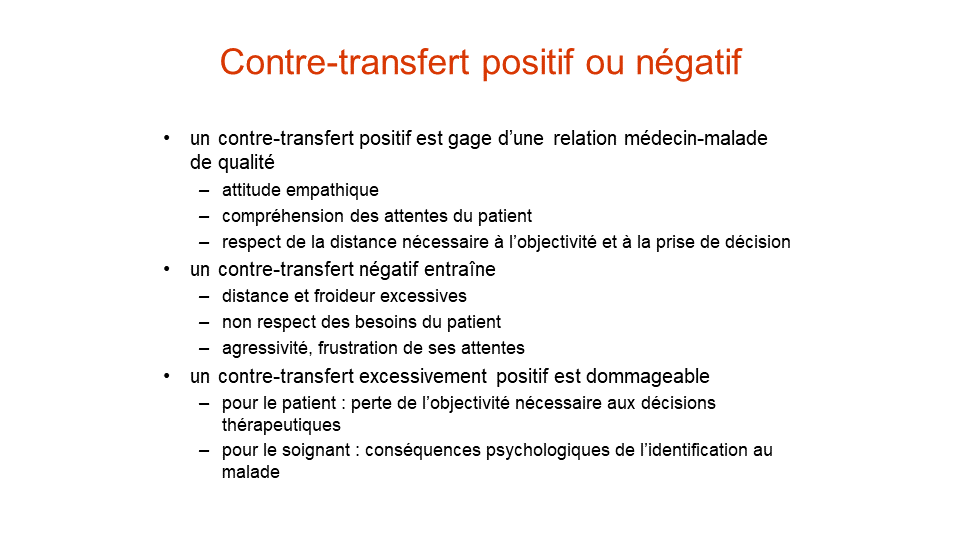 Contre-transfert positif ou négatif
• un contre-transfert positif est gage d’une relation médecin-malade
de qualité
– attitude empathique
– compréhension des attentes du patient
– respect de la distance nécessaire à l’objectivité et à la prise de décision
• un contre-transfert négatif entraîne
– distance et froideur excessives
– non respect des besoins du patient
– agressivité, frustration de ses attentes
• un contre-transfert excessivement positif est dommageable
– pour le patient : perte de l’objectivité nécessaire aux décisions
thérapeutiques
– pour le soignant : conséquences psychologiques de l’identification au
malade